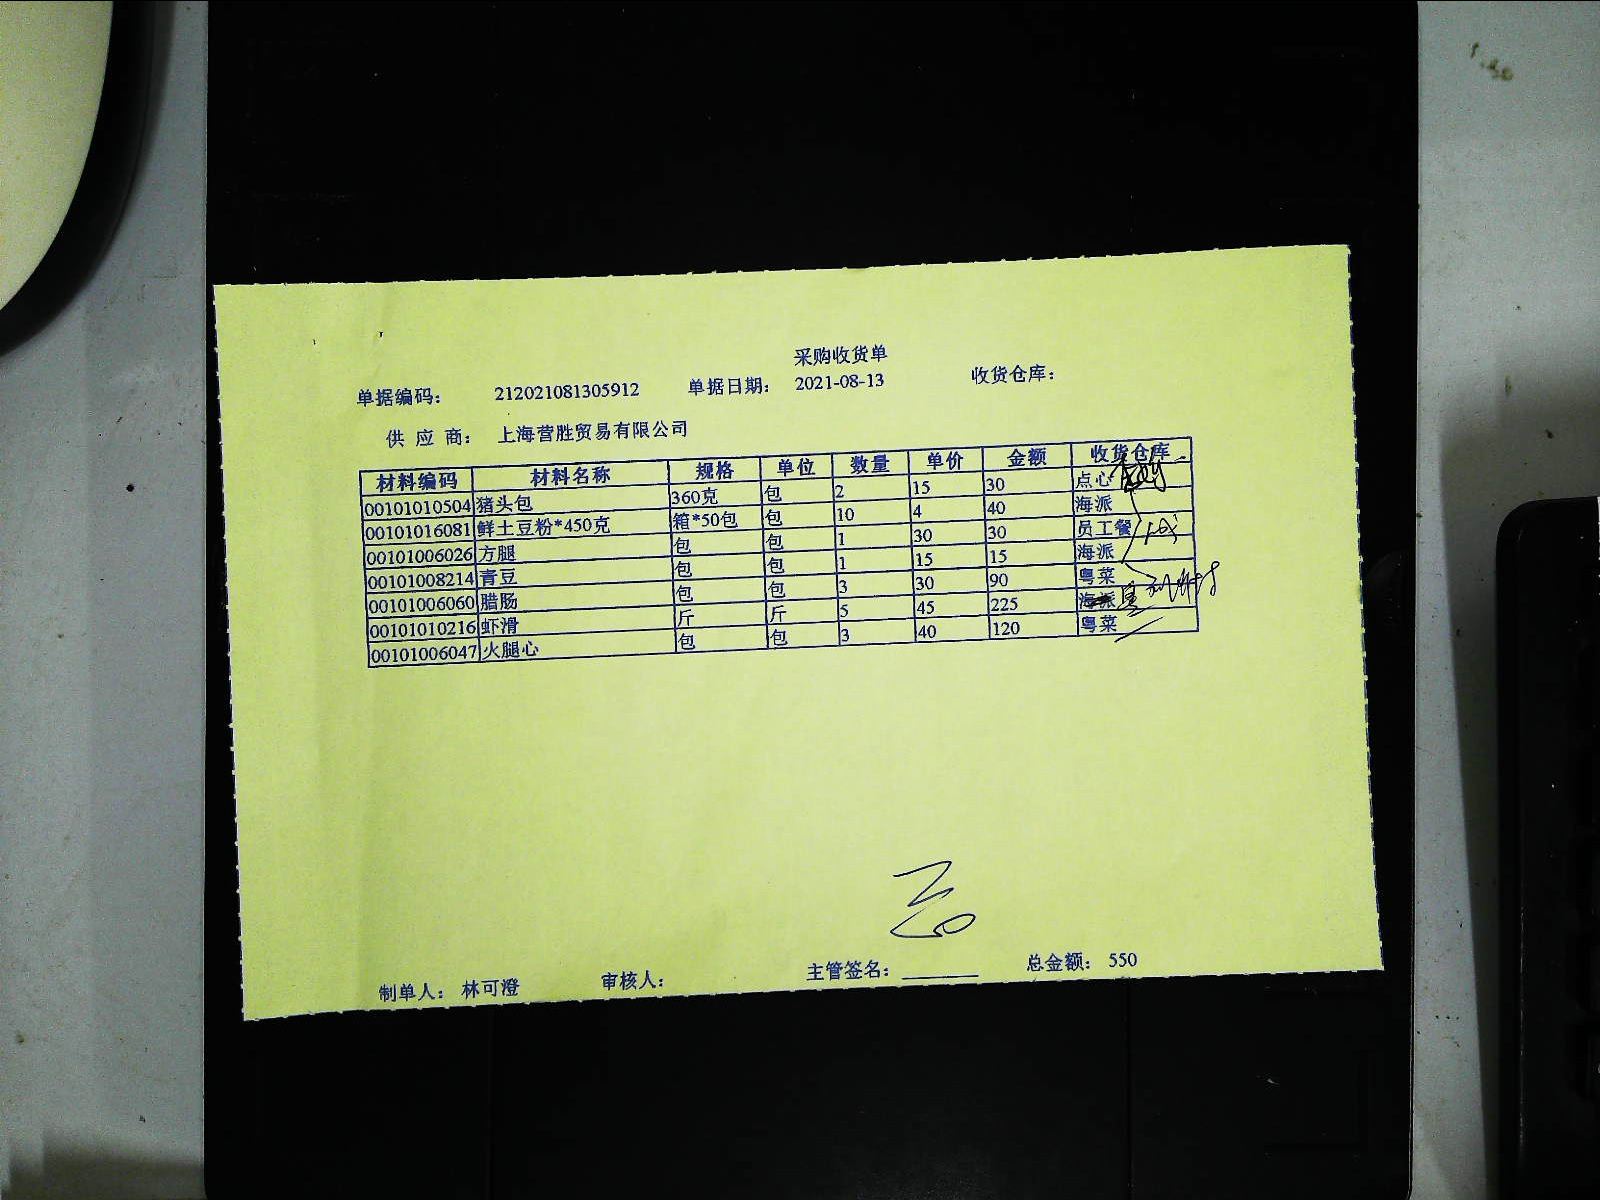 采购收货单
单据编码： 212021081305912 单据日期： 2021-08-13 收货仓库：
供 应 商： 上海营胜贸易有限公司
材料编码 材料名称 规格 单位 数量 单价 金额 收货仓库
00101010504 猪头包 360克 包 2 15 30 点心
00101016081 鲜土豆粉*450克 箱*50包 包 10 4 40 海派
00101006026 方腿 包 包 1 30 30 员工餐
00101008214 青豆 包 包 1 15 15 海派
00101006060 腊肠 包 包 3 30 90 粤菜
00101010216 虾滑 斤 斤 5 45 225 海派
00101006047 火腿心 包 包 3 40 120 粤菜
制单人： 林可澄 审核人： 主管签名： 总金额： 550